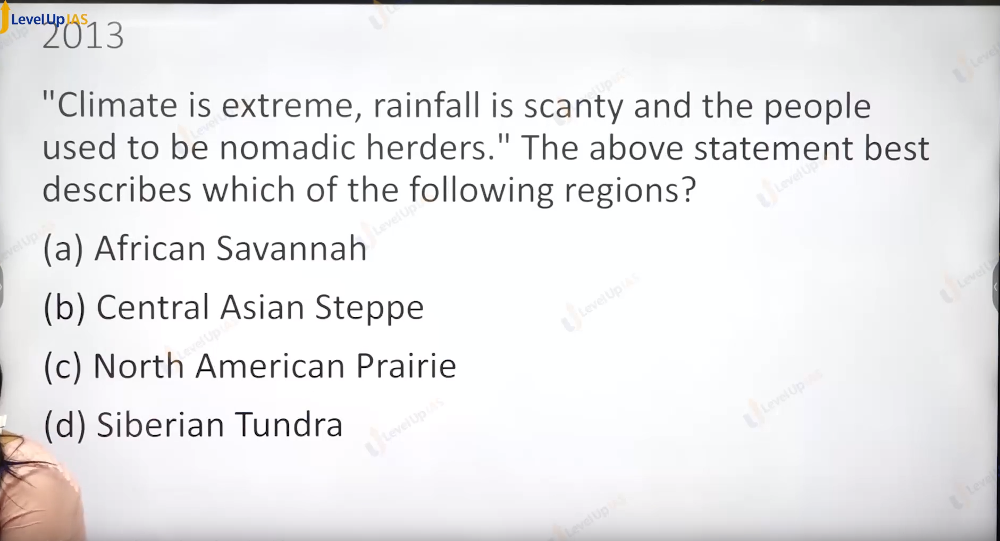 LevelUp IAS
2013
"Climate is extreme, rainfall is scanty and the people
used to be nomadic herders." The above statement best
describes which of the following regions?
(a) African Savannah
(b) Central Asian Steppe
(c) North American Prairie
(d) Siberian Tundra